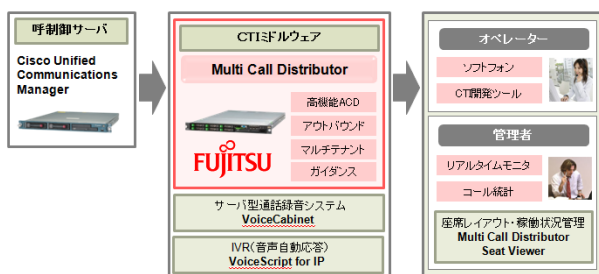 呼制御サーバ
Cisco Unified
Communications
Manager
CTIミドルウェア
Multi Call Distributor
高機能ACD
アウトバウンド
マルチテナント
ガイダンス
FUJITSU
サーバ型通話録音システム
VoiceCabinet
IVR(音声自動応答)
VoiceScript for IP
オペレーター
ソフトフォン
CTI開発ツール
管理者
リアルタイムモニタ
コール統計
座席レイアウト・稼働状況管理
Multi Call Distributor
Seat Viewer